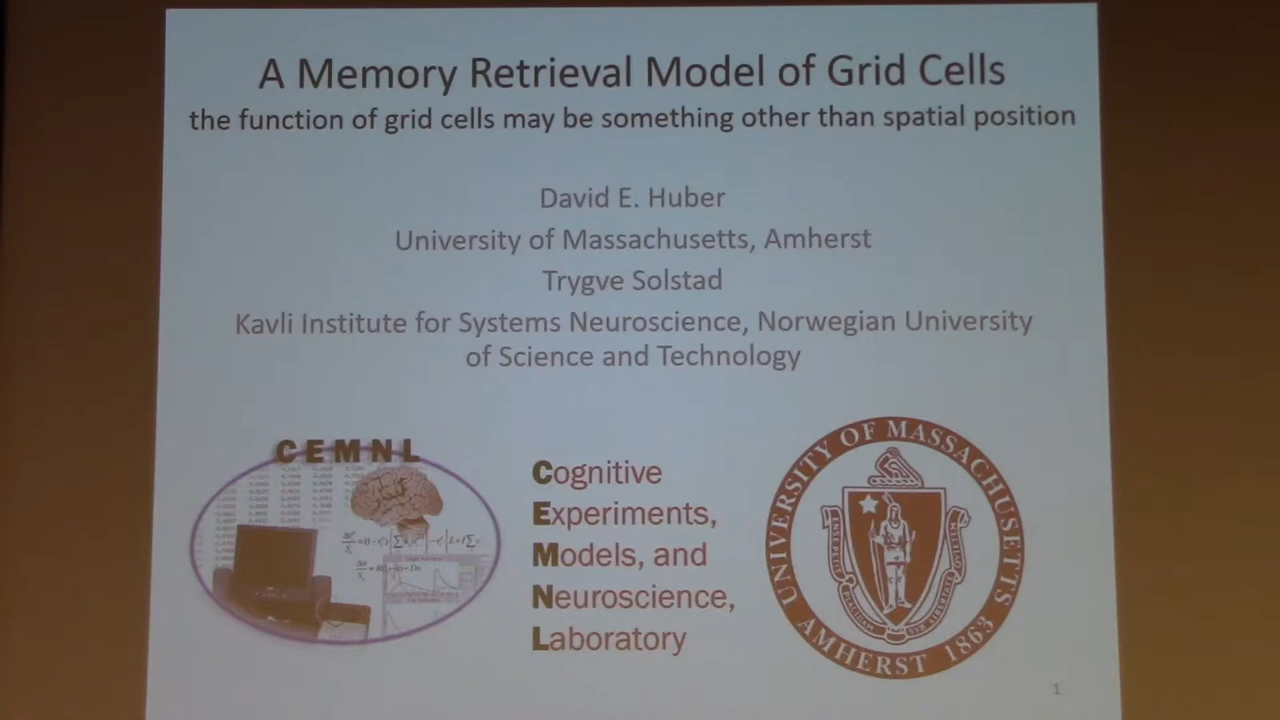 A Memory Retrieval Model of Grid Cells
the function of grid cells may be something other than spatial position
David E. Huber
University of Massachusetts, Amherst
Trygve Solstad
Kavli Institute for Systems Neuroscience, Norwegian University
of Science and Technology
CEMNL
Cognitive
Experiments,
Models, and
Neuroscience,
Laboratory
UNIVERSITY OF MASSACHUSETTS
AMHERST 1863
1